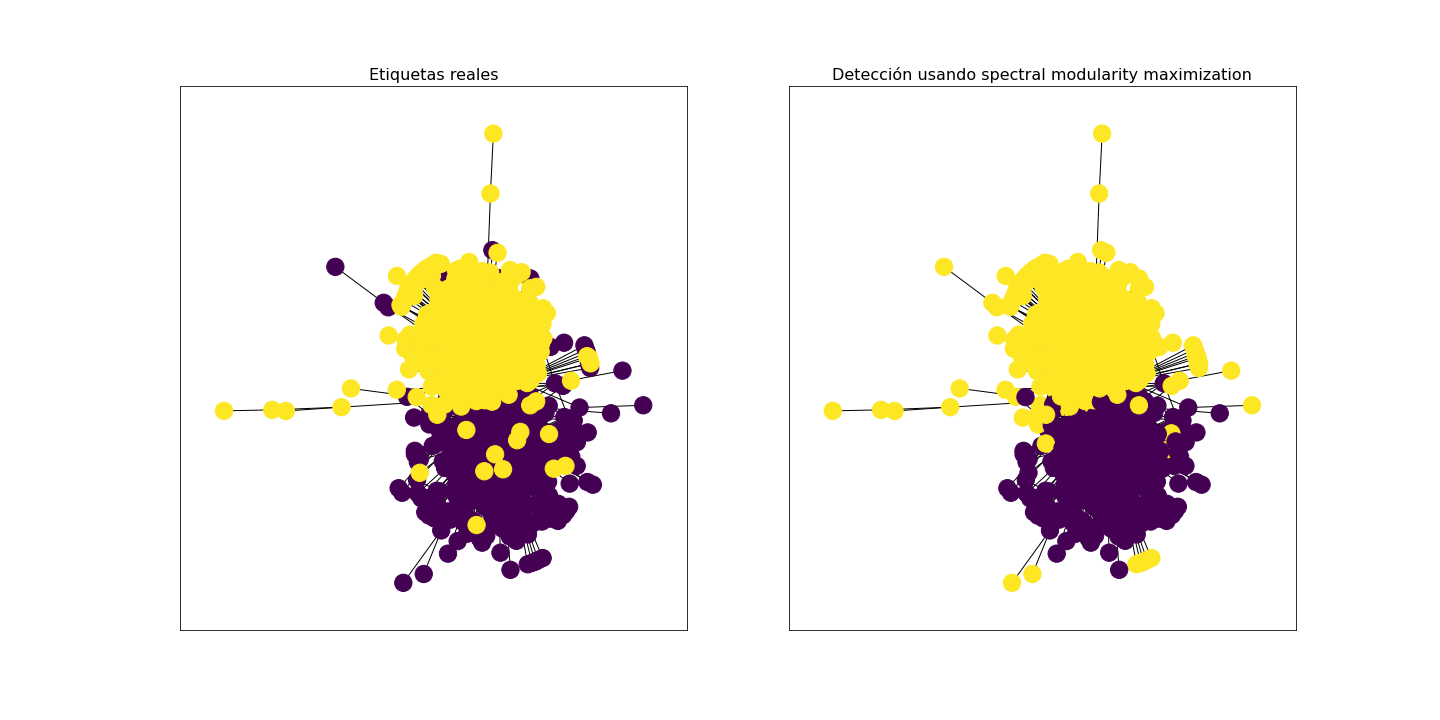 Etiquetas reales
Detección usando spectral modularity maximization